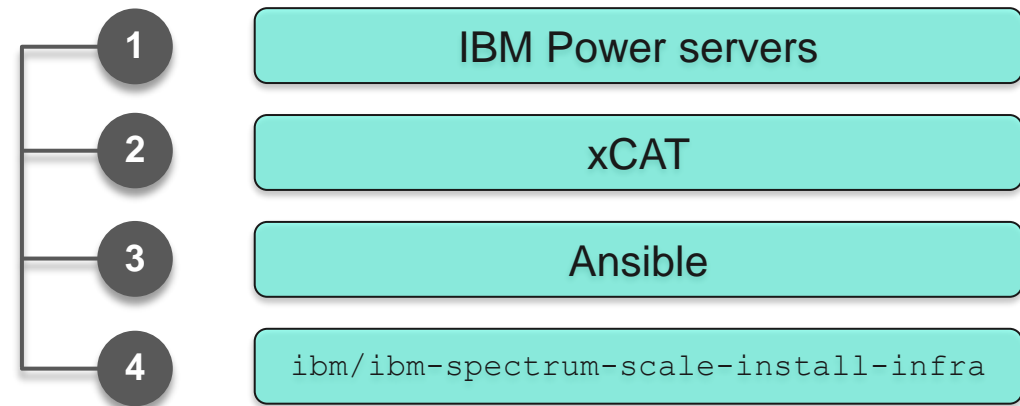 1 IBM Power servers
2 xCAT
3 Ansible
4 ibm/ibm-spectrum-scale-install-infra